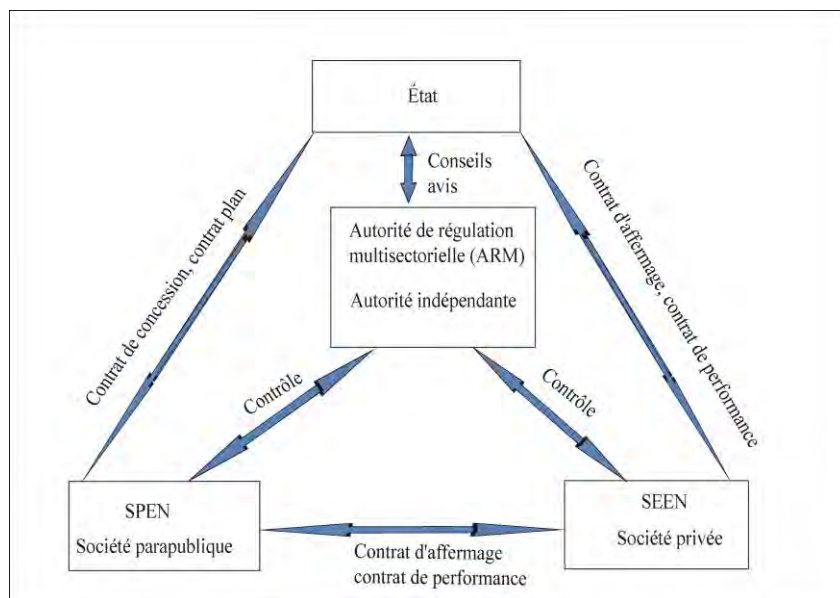 État
Conseils
avis
Contrat de concession, contrat plan
Contrat d'affermage, contrat de performance
Autorité de régulation
multisectorielle (ARM)
Autorité indépendante
Contrôle
Contrôle
SPEN
Société parapublique
SEEN
Société privée
Contrat d'affermage
contrat de performance